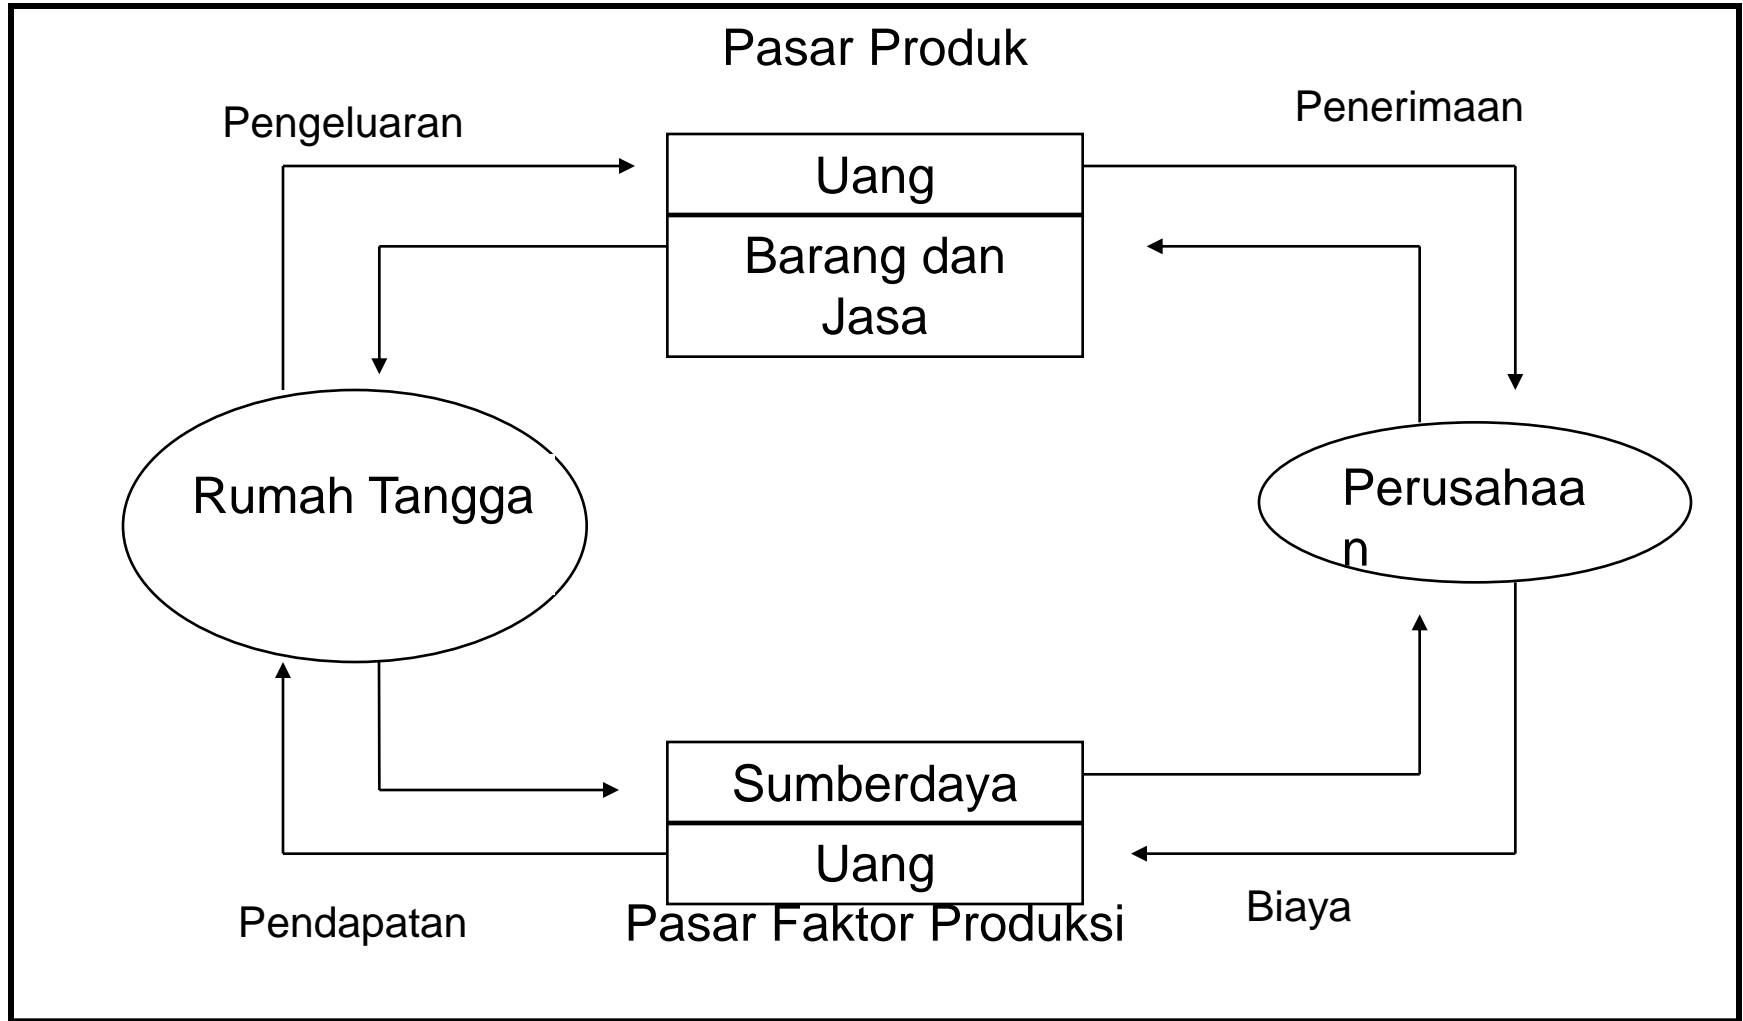 Pasar Produk
Pengeluaran
Penerimaan
Uang
Barang dan
Jasa
Rumah Tangga
Perusahaa
n
Sumberdaya
Uang
Pendapatan
Pasar Faktor Produksi
Biaya